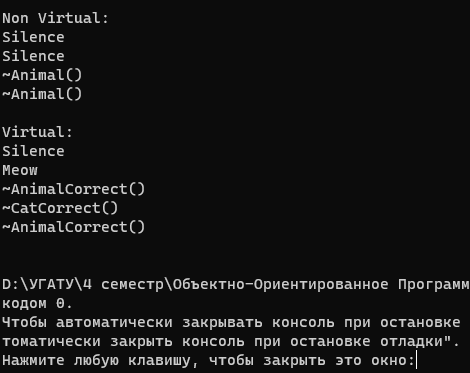 Non Virtual:
Silence
Silence
~Animal()
~Animal()
Virtual:
Silence
Meow
~AnimalCorrect()
~CatCorrect()
~AnimalCorrect()
D:\УГАТУ\4 семестр\Объектно-Ориентированное Программ
кодом 0.
Чтобы автоматически закрывать консоль при остановке
томатически закрыть консоль при остановке отладки".
Нажмите любую клавишу, чтобы закрыть это окно: